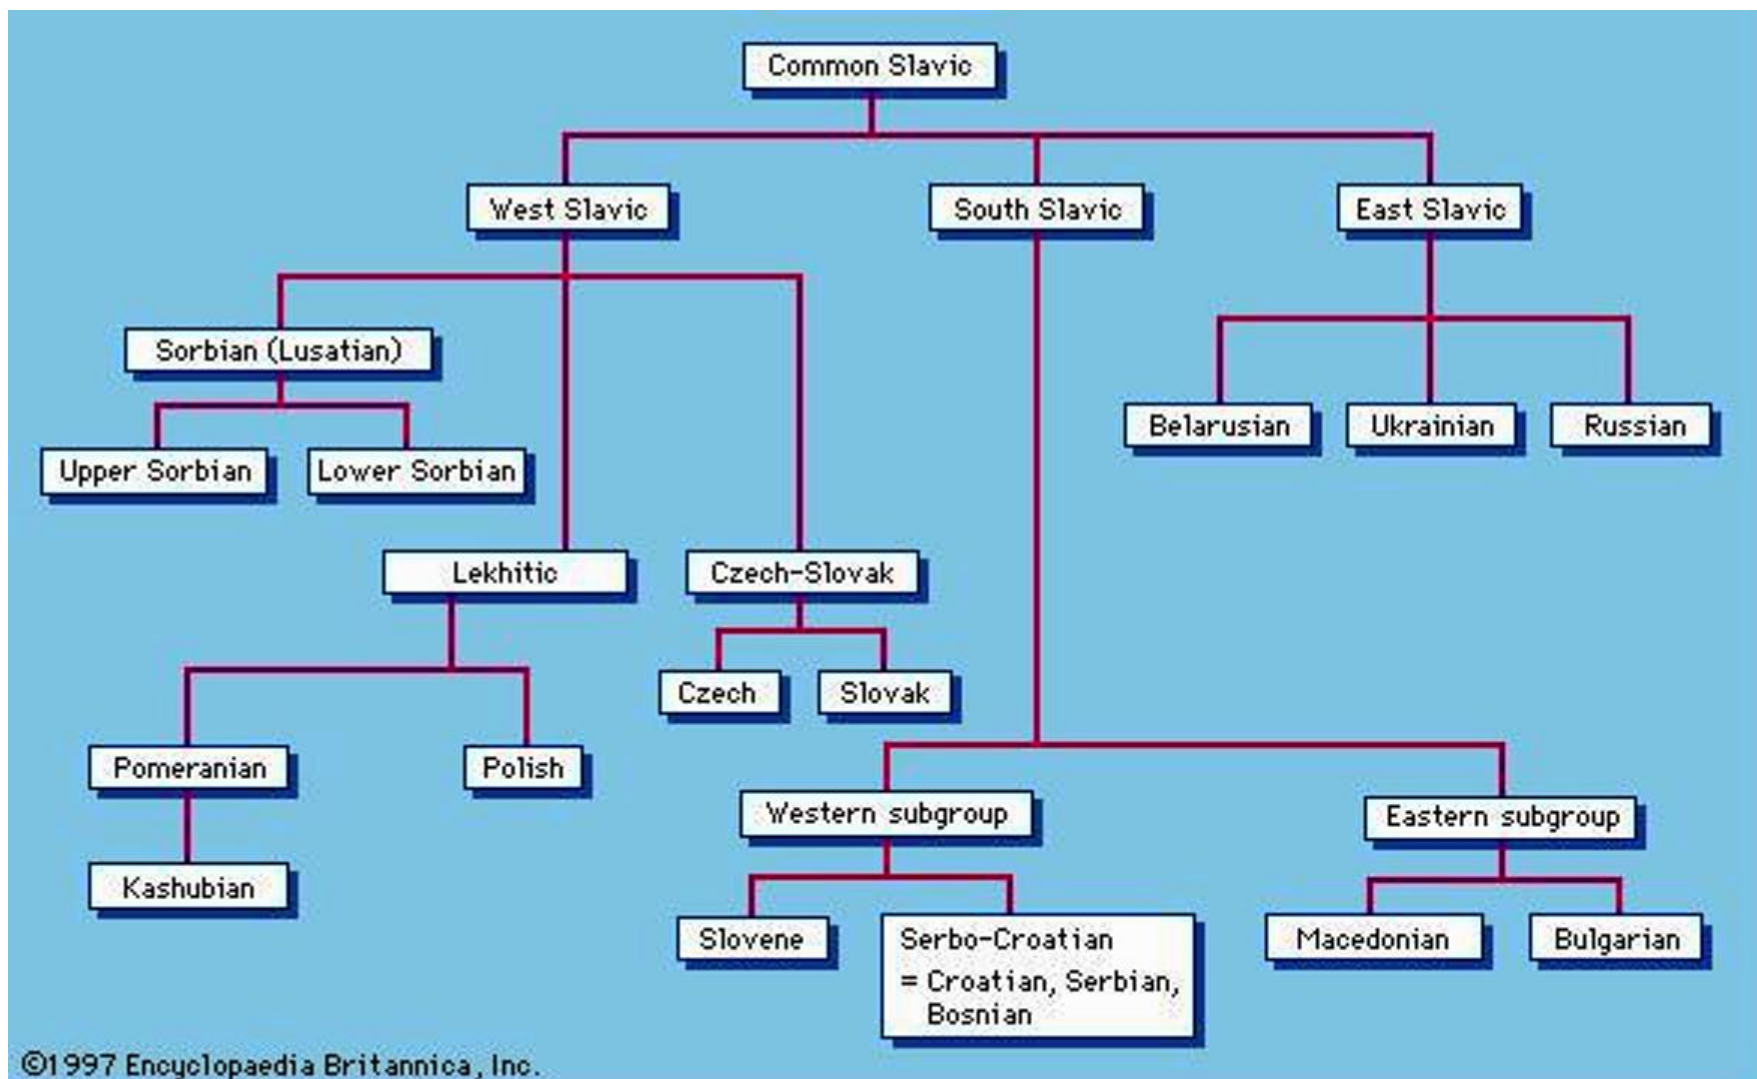 Common Slavic
West Slavic
South Slavic
East Slavic
Sorbian (Lusatian)
Upper Sorbian
Lower Sorbian
Belarusian
Ukrainian
Russian
Lekhitic
Czech-Slovak
Czech
Slovak
Pomeranian
Polish
Kashubian
Western subgroup
Eastern subgroup
Slovene
Serbo-Croatian
= Croatian, Serbian,
Bosnian
Macedonian
Bulgarian
©1997 Encyclopaedia Britannica, Inc.